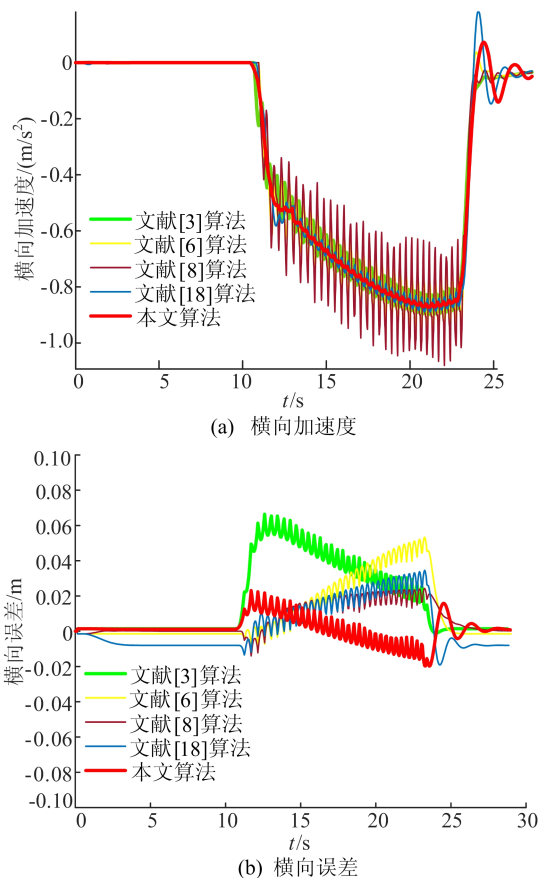 0
-0.2
-0.4
-0.6
-0.8
-1.0
横向加速度/(m/s²)
文献[3]算法
文献[6]算法
文献[8]算法
文献[18]算法
本文算法
0 5 10 15 20 25
t/s
(a) 横向加速度
0.10
0.08
0.06
0.04
0.02
0
-0.02
-0.04
-0.06
-0.08
-0.10
横向误差/m
文献[3]算法
文献[6]算法
文献[8]算法
文献[18]算法
本文算法
0 5 10 15 20 25 30
t/s
(b) 横向误差